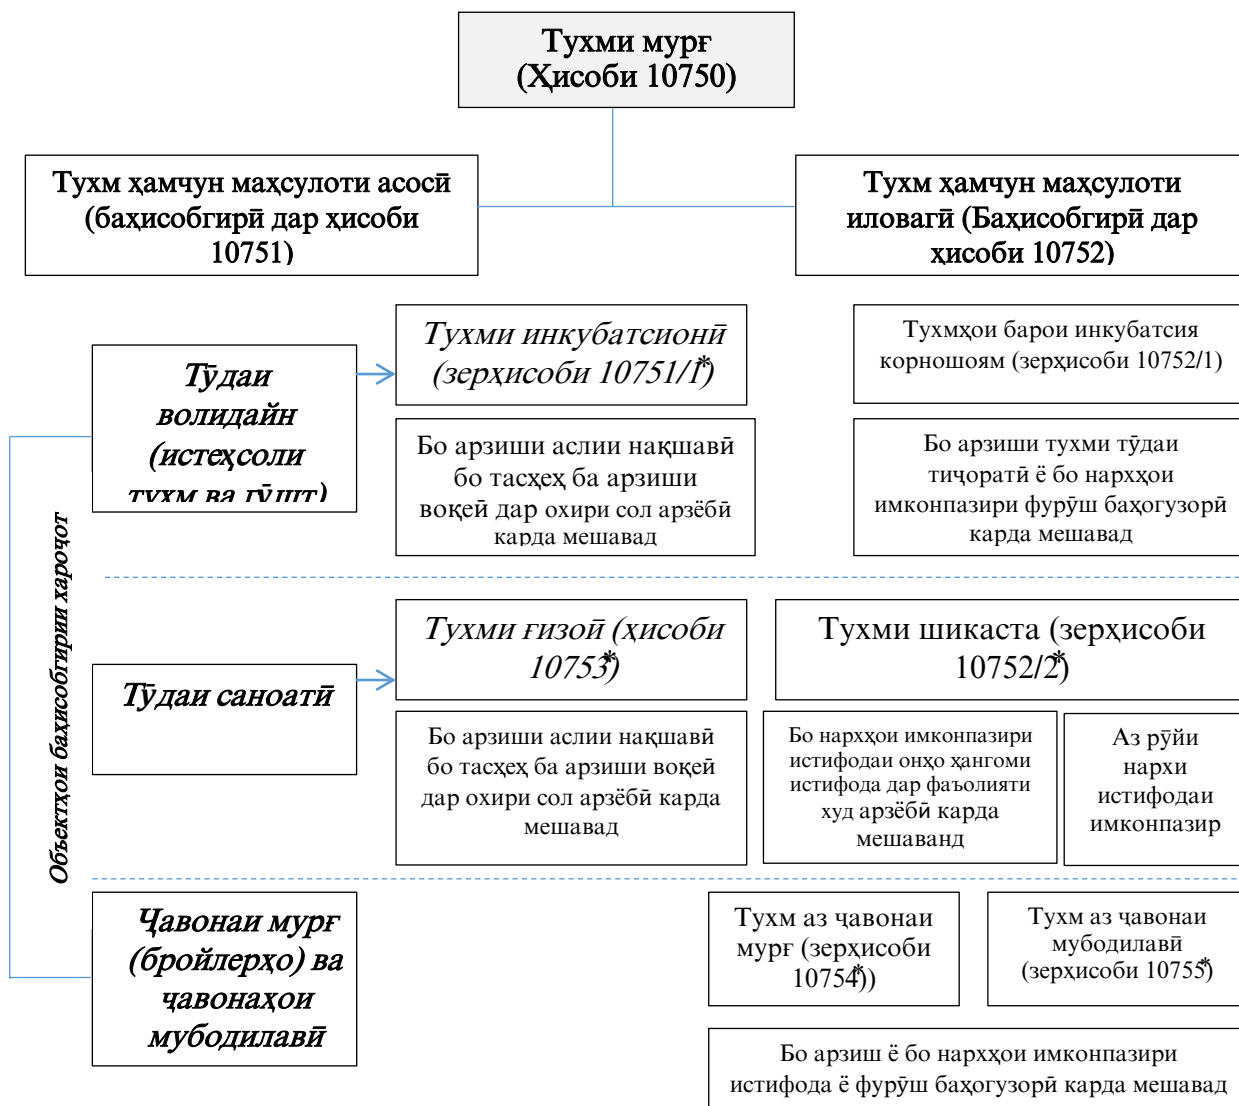 Тухми мурғ
(Ҳисоби 10750)
Тухм ҳамчун маҳсулоти асосӣ
(баҳисобгирӣ дар ҳисоби
10751)
Тухм ҳамчун маҳсулоти
иловагӣ (Баҳисобгирӣ дар
ҳисоби 10752)
Объектҳои баҳисобгирии хароҷот
Тӯдаи
волидайн
(истеҳсоли
тухм ва гӯшт)
Тухми инкубатсионӣ
(зерҳисоби 10751/1*)
Бо арзиши аслии нақшавӣ
бо тасҳеҳ ба арзиши
воқеӣ дар охири сол арзёбӣ
карда мешавад
Тухмҳои барои инкубатсия
корношоям (зерҳисоби 10752/1)
Бо арзиши тухми тӯдаи
тиҷоратӣ ё бо нархҳои
имконпазири фурӯш баҳогузорӣ
карда мешавад
Тӯдаи саноатӣ
Тухми ғизоӣ (ҳисоби
10753*)
Бо арзиши аслии нақшавӣ
бо тасҳеҳ ба арзиши воқеӣ
дар охири сол арзёбӣ карда
мешавад
Тухми шикаста (зерҳисоби
10752/2*)
Бо нархҳои имконпазири
истифодаи онҳо ҳангоми
истифода дар фаъолияти
худ арзёбӣ карда
мешаванд
Аз рӯйи
нархи
истифодаи
имконпазир
Ҷавонаи мурғ
(бройлерҳо) ва
ҷавонаҳои
мубодилавӣ
Тухм аз ҷавонаи
мурғ (зерҳисоби
10754*))
Тухм аз ҷавонаи
мубодилавӣ
(зерҳисоби 10755*)
Бо арзиш ё бо нархҳои имконпазири
истифода ё фурӯш баҳогузорӣ карда мешавад